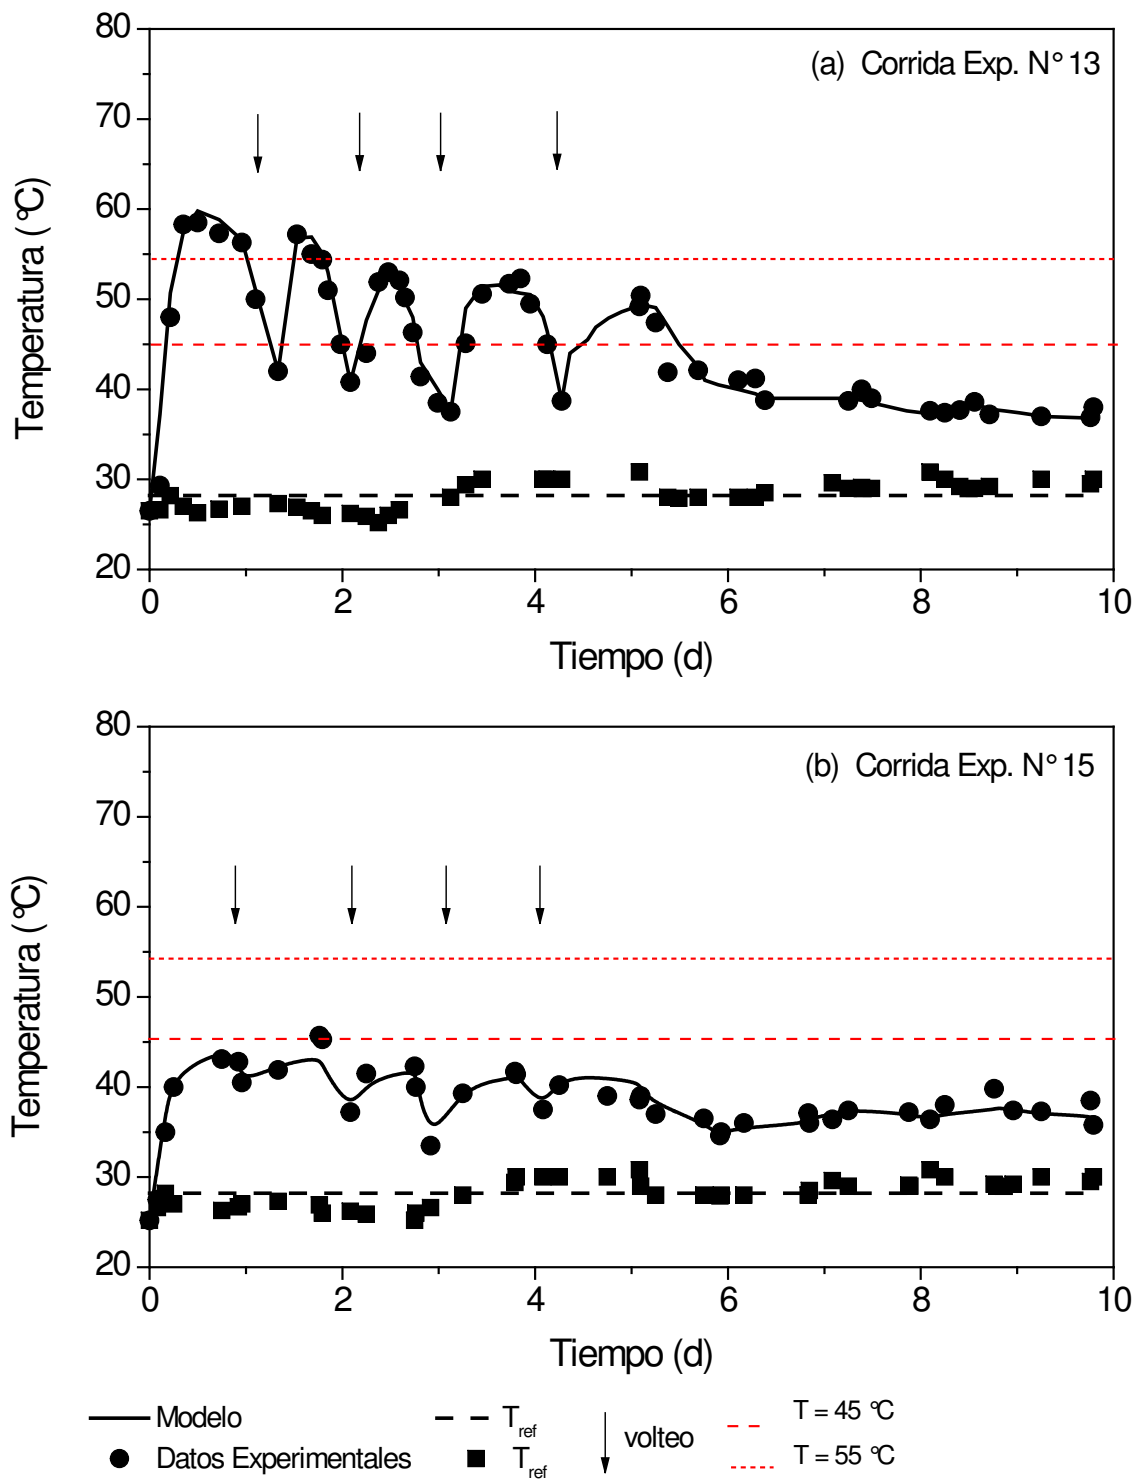 (a) Corrida Exp. N° 13
Temperatura (°C)
80
70
60
50
40
30
20
0 2 4 6 8 10
Tiempo (d)
(b) Corrida Exp. N° 15
Temperatura (°C)
80
70
60
50
40
30
20
0 2 4 6 8 10
Tiempo (d)
Modelo
Tref
volteo
T = 45 °C
Datos Experimentales
Tref
T = 55 °C